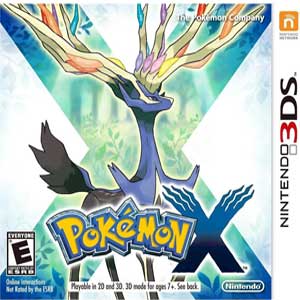 The Pokémon Company
n
NINTENDO 3DS
POKéMON
X
EVERYONE
E
ESRB
Online Interactions
Not Rated by the ESRB
Playable in 2D and 3D. 3D mode for ages 7+. See back.
Nintendo